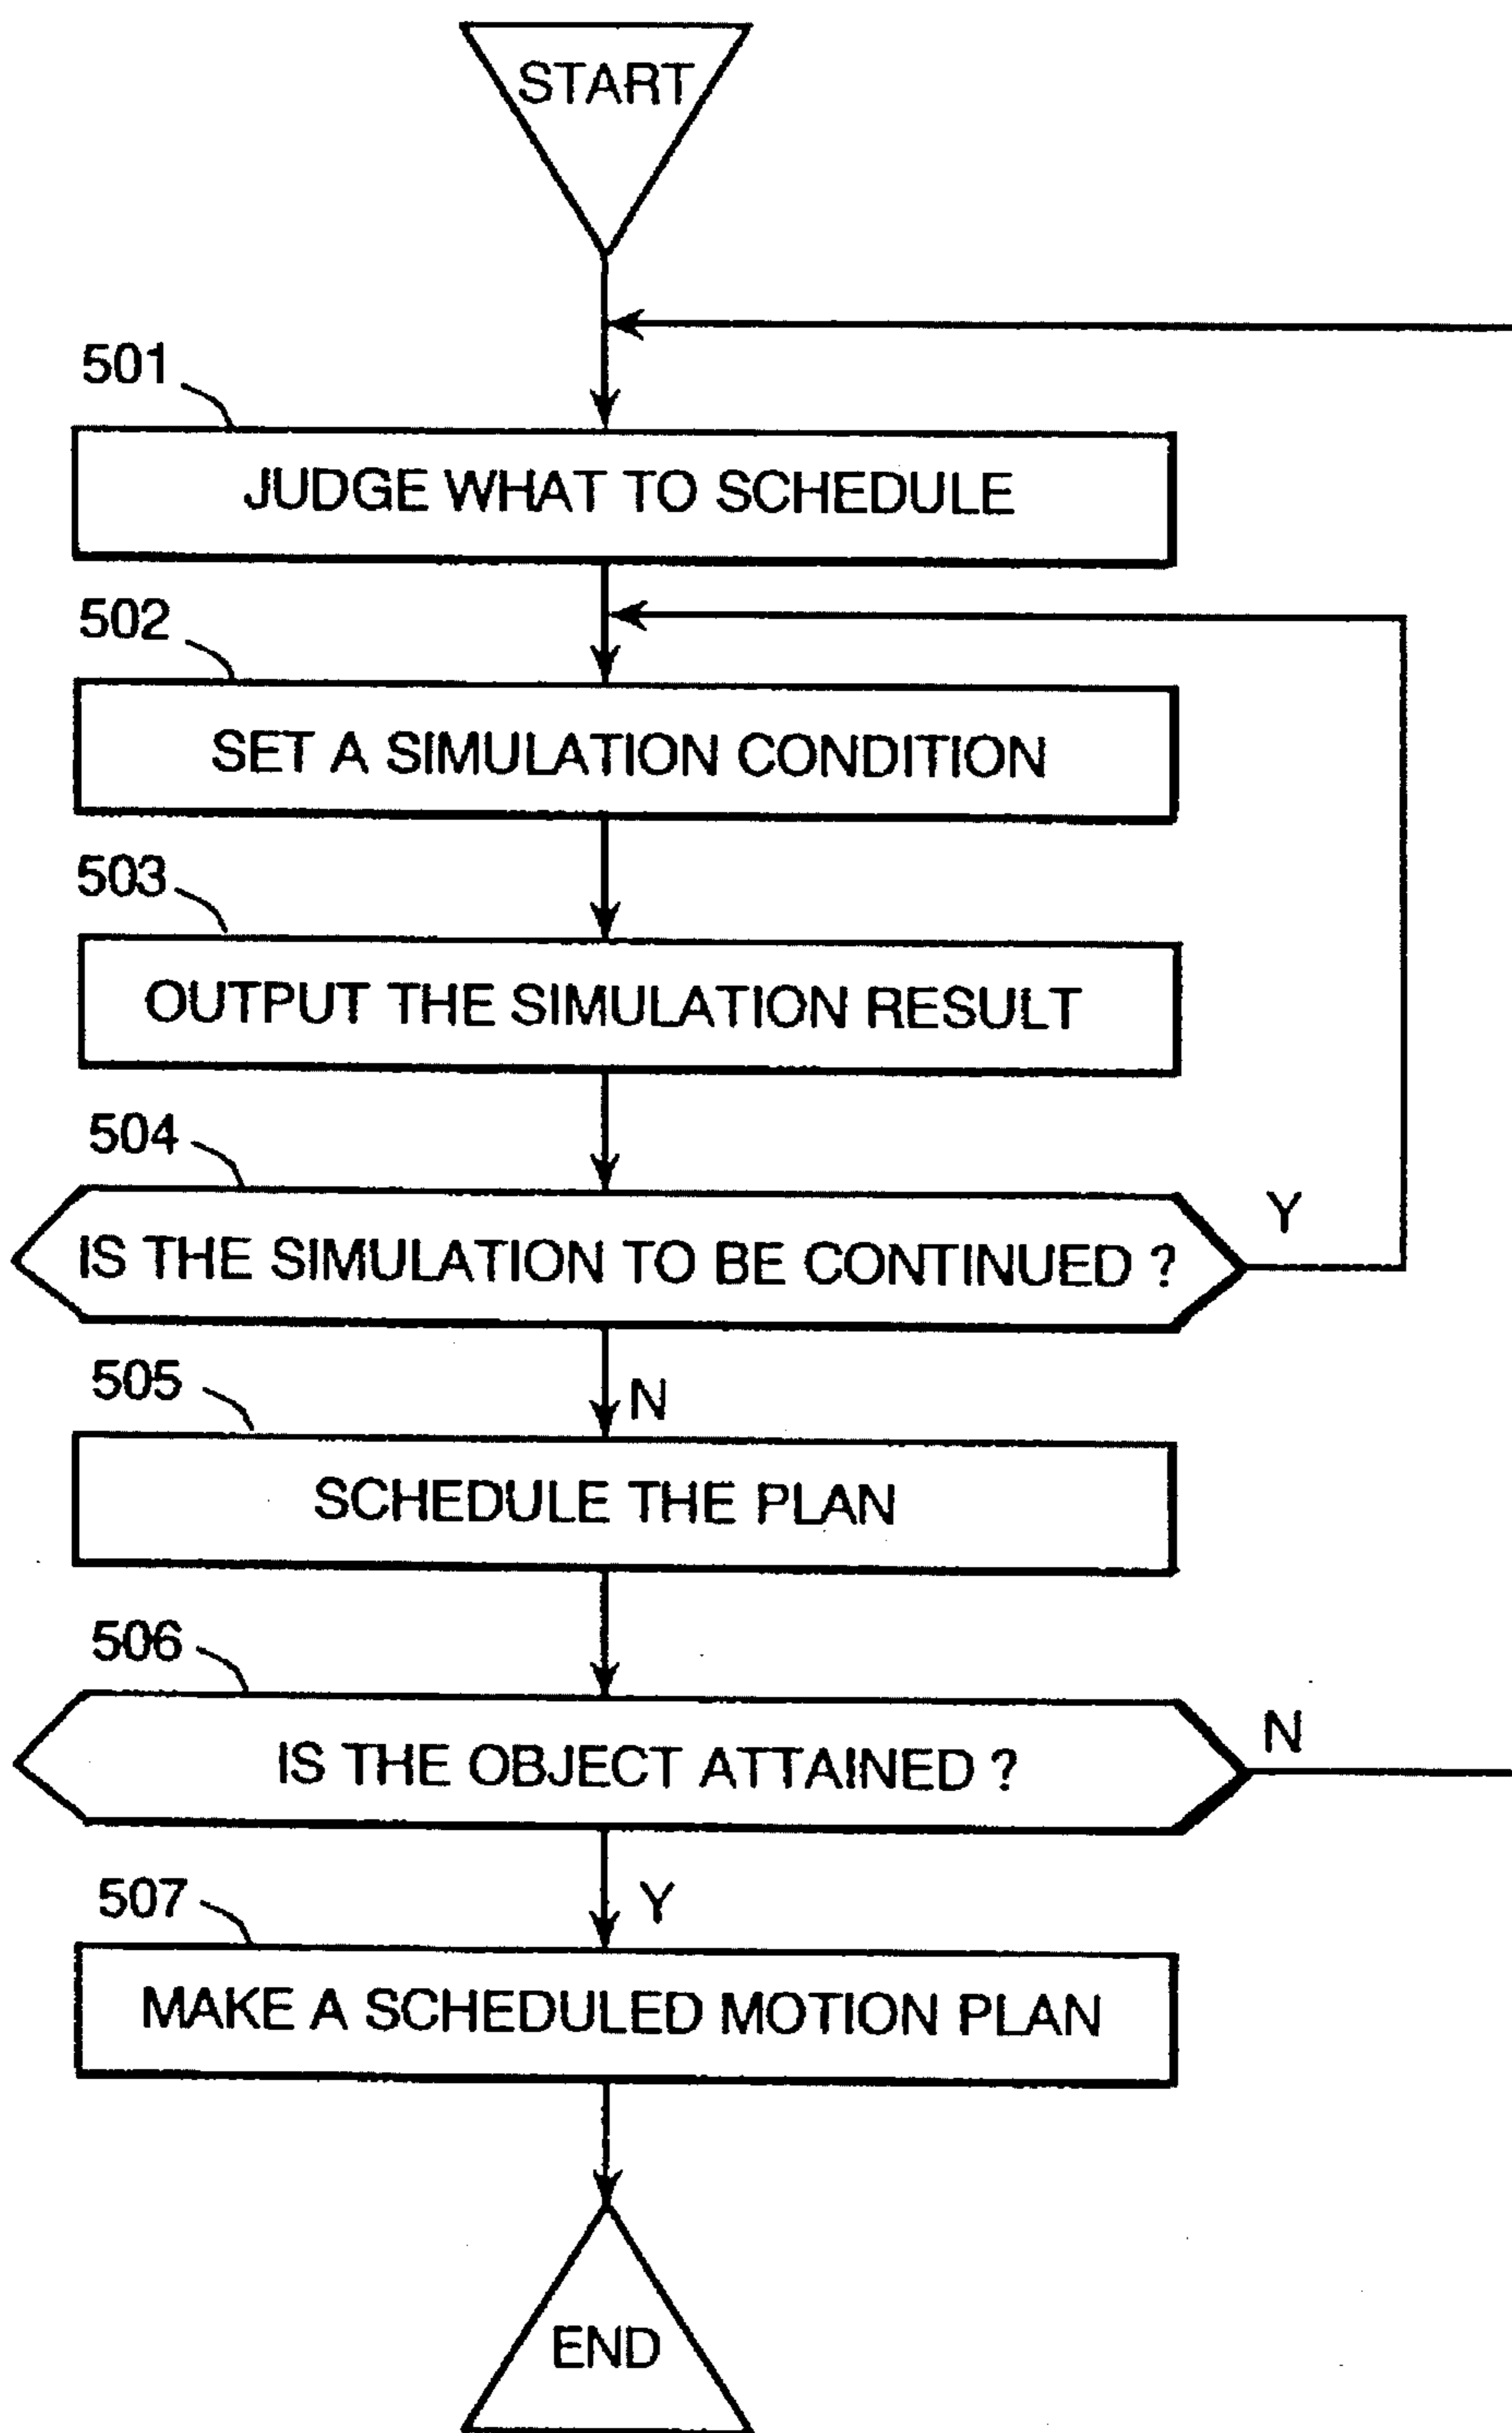 START
501
JUDGE WHAT TO SCHEDULE
502
SET A SIMULATION CONDITION
503
OUTPUT THE SIMULATION RESULT
504
IS THE SIMULATION TO BE CONTINUED ?
Y
N
505
SCHEDULE THE PLAN
506
IS THE OBJECT ATTAINED ?
N
Y
507
MAKE A SCHEDULED MOTION PLAN
END